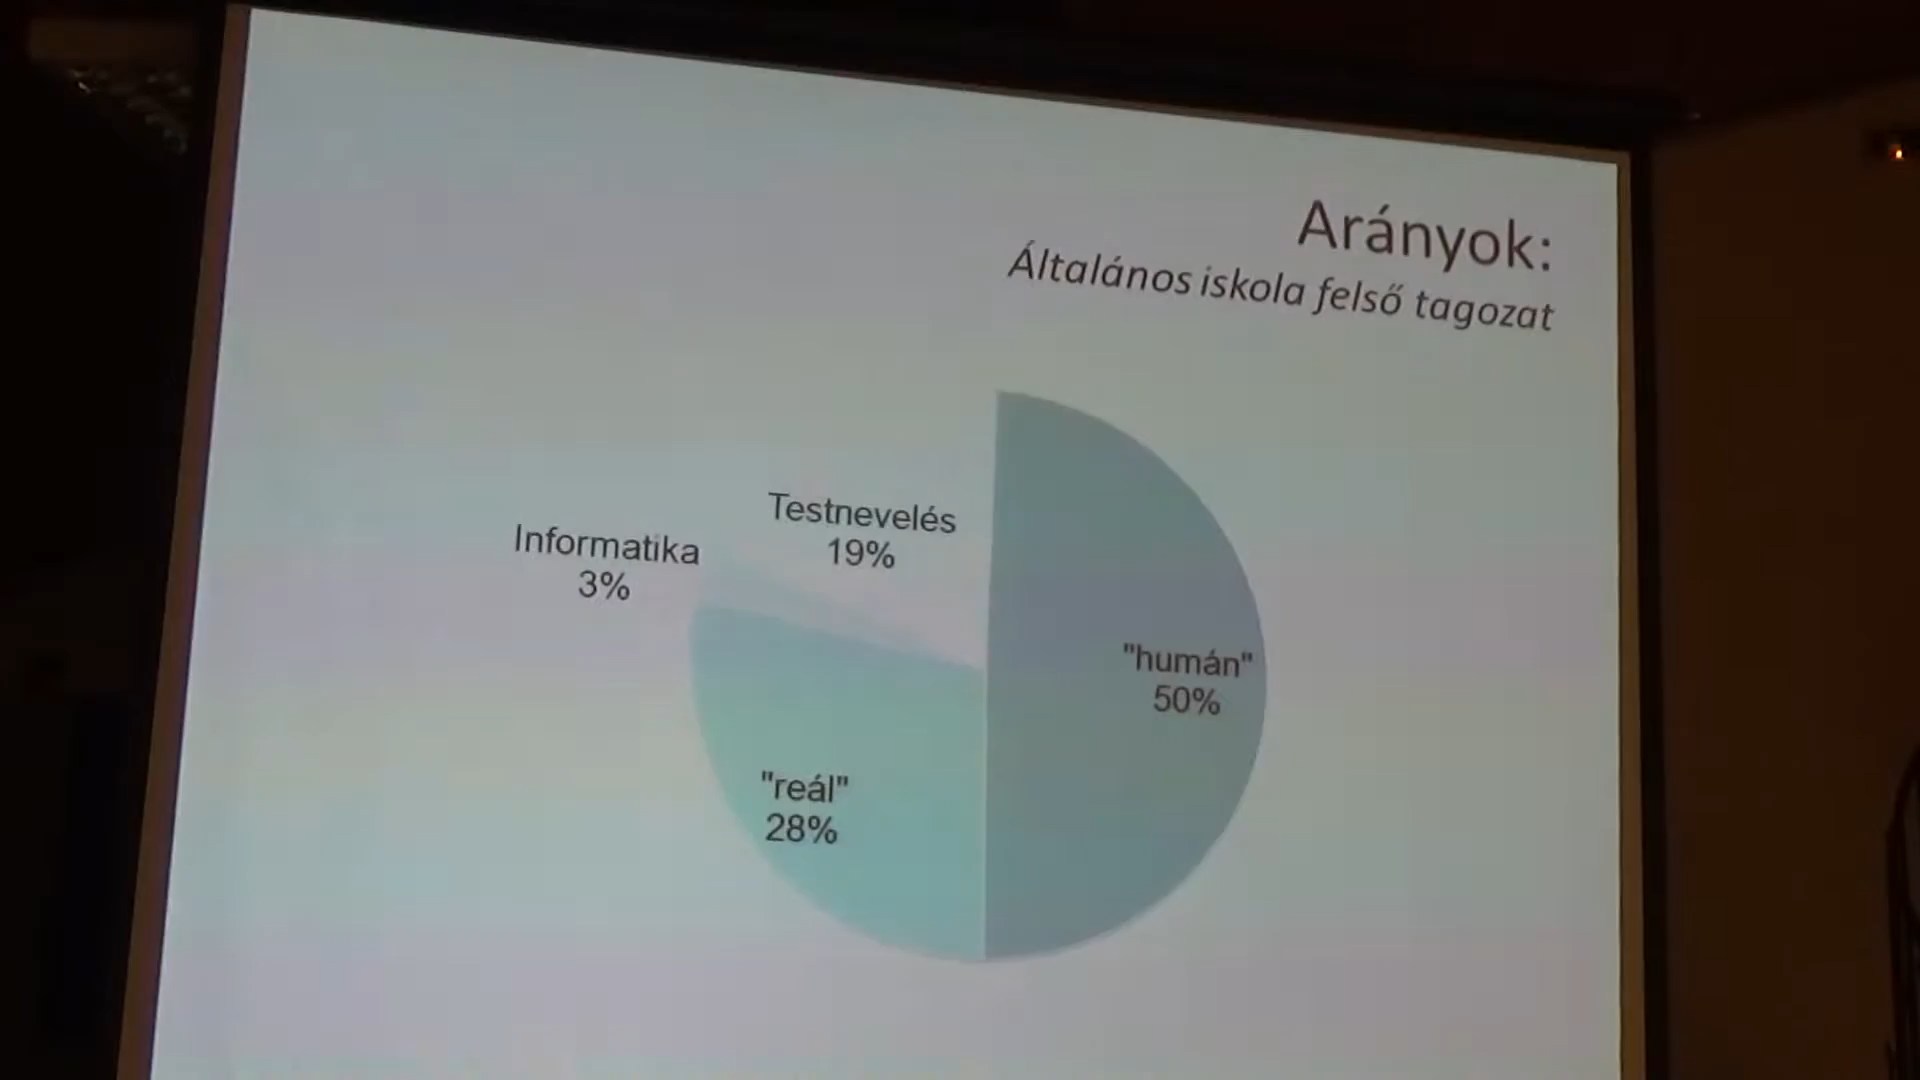 Arányok:
Általános iskola felső tagozat
Testnevelés
19%
Informatika
3%
"humán"
50%
"reál"
28%